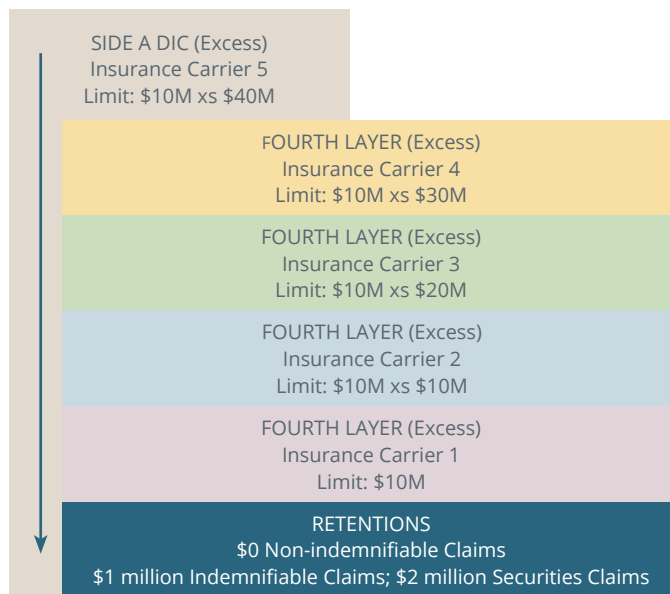 SIDE A DIC (Excess)
Insurance Carrier 5
Limit: $10M xs $40M
FOURTH LAYER (Excess)
Insurance Carrier 4
Limit: $10M xs $30M
FOURTH LAYER (Excess)
Insurance Carrier 3
Limit: $10M xs $20M
FOURTH LAYER (Excess)
Insurance Carrier 2
Limit: $10M xs $10M
FOURTH LAYER (Excess)
Insurance Carrier 1
Limit: $10M
RETENTIONS
$0 Non-indemnifiable Claims
$1 million Indemnifiable Claims; $2 million Securities Claims